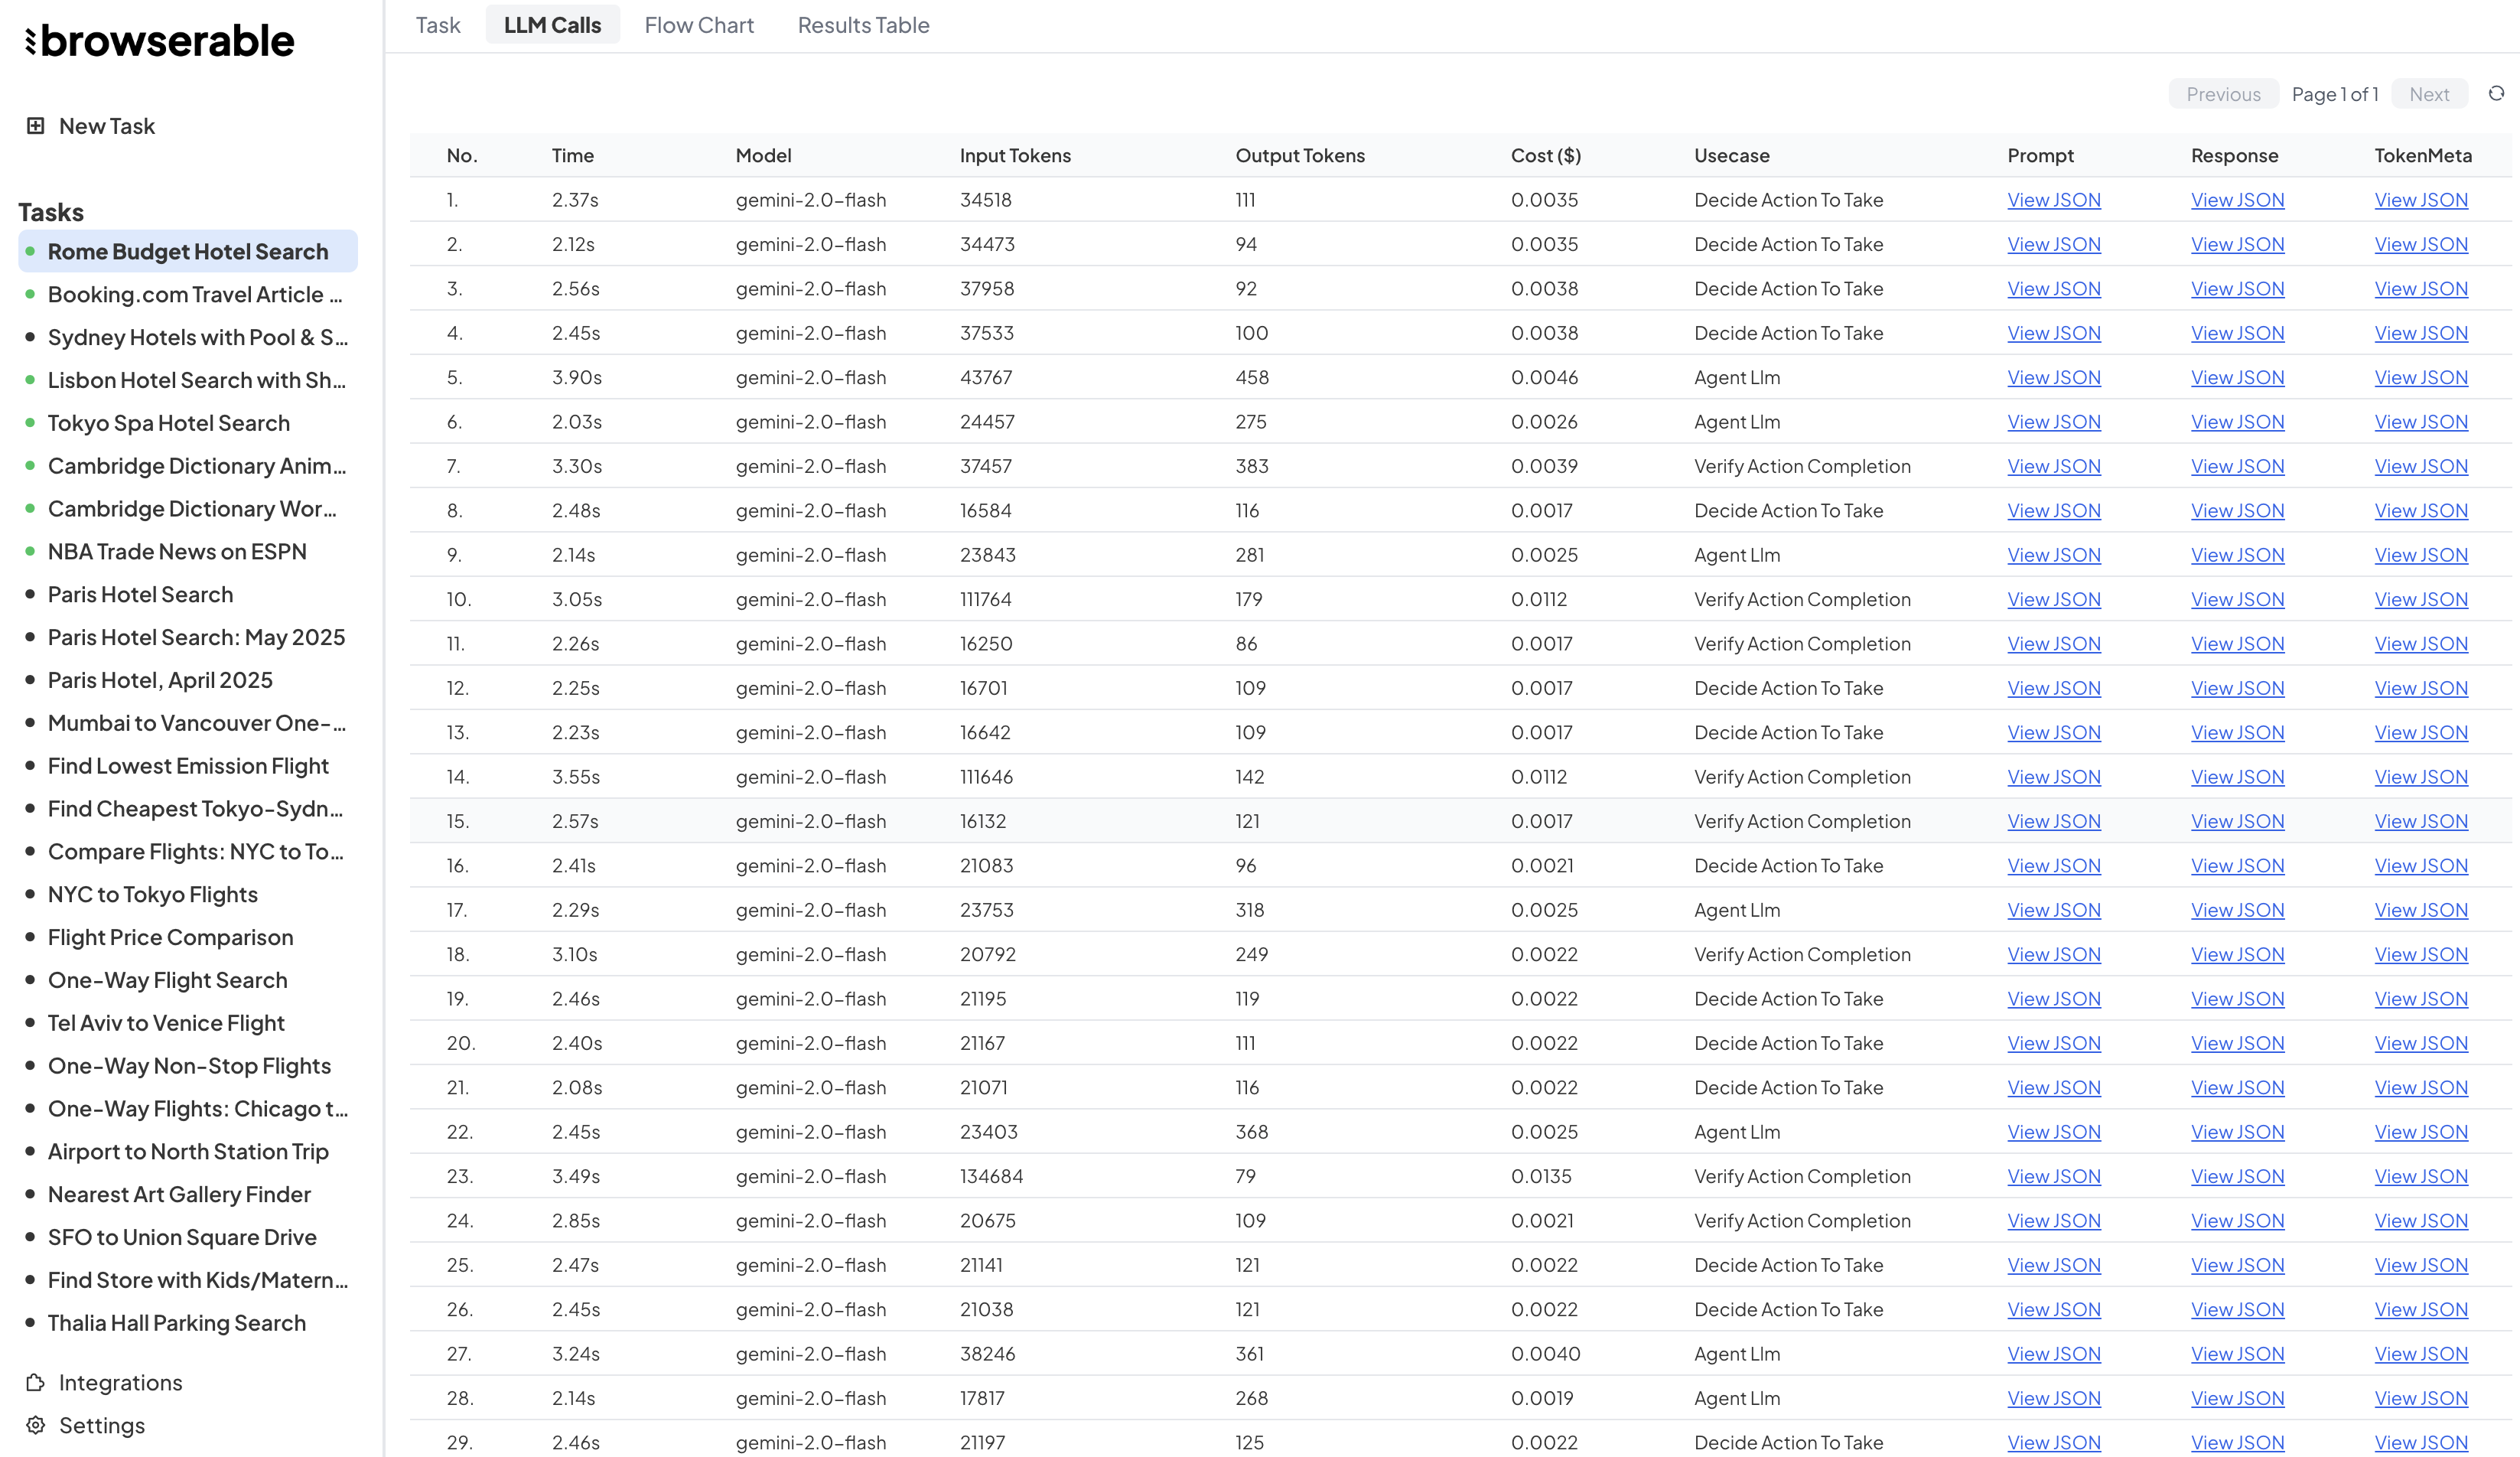 browserable
New Task
Tasks
Rome Budget Hotel Search
Booking.com Travel Article ...
Sydney Hotels with Pool & S...
Lisbon Hotel Search with Sh...
Tokyo Spa Hotel Search
Cambridge Dictionary Anim...
Cambridge Dictionary Wor...
NBA Trade News on ESPN
Paris Hotel Search
Paris Hotel Search: May 2025
Paris Hotel, April 2025
Mumbai to Vancouver One-...
Find Lowest Emission Flight
Find Cheapest Tokyo-Sydn...
Compare Flights: NYC to To...
NYC to Tokyo Flights
Flight Price Comparison
One-Way Flight Search
Tel Aviv to Venice Flight
One-Way Non-Stop Flights
One-Way Flights: Chicago t...
Airport to North Station Trip
Nearest Art Gallery Finder
SFO to Union Square Drive
Find Store with Kids/Matern...
Thalia Hall Parking Search
Integrations
Settings
Task LLM Calls Flow Chart Results Table
Previous Page 1 of 1 Next
No. Time Model Input Tokens Output Tokens Cost ($) Usecase Prompt Response TokenMeta
1. 2.37s gemini-2.0-flash 34518 111 0.0035 Decide Action To Take View JSON View JSON View JSON
2. 2.12s gemini-2.0-flash 34473 94 0.0035 Decide Action To Take View JSON View JSON View JSON
3. 2.56s gemini-2.0-flash 37958 92 0.0038 Decide Action To Take View JSON View JSON View JSON
4. 2.45s gemini-2.0-flash 37533 100 0.0038 Decide Action To Take View JSON View JSON View JSON
5. 3.90s gemini-2.0-flash 43767 458 0.0046 Agent Llm View JSON View JSON View JSON
6. 2.03s gemini-2.0-flash 24457 275 0.0026 Agent Llm View JSON View JSON View JSON
7. 3.30s gemini-2.0-flash 37457 383 0.0039 Verify Action Completion View JSON View JSON View JSON
8. 2.48s gemini-2.0-flash 16584 116 0.0017 Decide Action To Take View JSON View JSON View JSON
9. 2.14s gemini-2.0-flash 23843 281 0.0025 Agent Llm View JSON View JSON View JSON
10. 3.05s gemini-2.0-flash 111764 179 0.0112 Verify Action Completion View JSON View JSON View JSON
11. 2.26s gemini-2.0-flash 16250 86 0.0017 Verify Action Completion View JSON View JSON View JSON
12. 2.25s gemini-2.0-flash 16701 109 0.0017 Decide Action To Take View JSON View JSON View JSON
13. 2.23s gemini-2.0-flash 16642 109 0.0017 Decide Action To Take View JSON View JSON View JSON
14. 3.55s gemini-2.0-flash 111646 142 0.0112 Verify Action Completion View JSON View JSON View JSON
15. 2.57s gemini-2.0-flash 16132 121 0.0017 Verify Action Completion View JSON View JSON View JSON
16. 2.41s gemini-2.0-flash 21083 96 0.0021 Decide Action To Take View JSON View JSON View JSON
17. 2.29s gemini-2.0-flash 23753 318 0.0025 Agent Llm View JSON View JSON View JSON
18. 3.10s gemini-2.0-flash 20792 249 0.0022 Verify Action Completion View JSON View JSON View JSON
19. 2.46s gemini-2.0-flash 21195 119 0.0022 Decide Action To Take View JSON View JSON View JSON
20. 2.40s gemini-2.0-flash 21167 111 0.0022 Decide Action To Take View JSON View JSON View JSON
21. 2.08s gemini-2.0-flash 21071 116 0.0022 Decide Action To Take View JSON View JSON View JSON
22. 2.45s gemini-2.0-flash 23403 368 0.0025 Agent Llm View JSON View JSON View JSON
23. 3.49s gemini-2.0-flash 134684 79 0.0135 Verify Action Completion View JSON View JSON View JSON
24. 2.85s gemini-2.0-flash 20675 109 0.0021 Verify Action Completion View JSON View JSON View JSON
25. 2.47s gemini-2.0-flash 21141 121 0.0022 Decide Action To Take View JSON View JSON View JSON
26. 2.45s gemini-2.0-flash 21038 121 0.0022 Decide Action To Take View JSON View JSON View JSON
27. 3.24s gemini-2.0-flash 38246 361 0.0040 Agent Llm View JSON View JSON View JSON
28. 2.14s gemini-2.0-flash 17817 268 0.0019 Agent Llm View JSON View JSON View JSON
29. 2.46s gemini-2.0-flash 21197 125 0.0022 Decide Action To Take View JSON View JSON View JSON